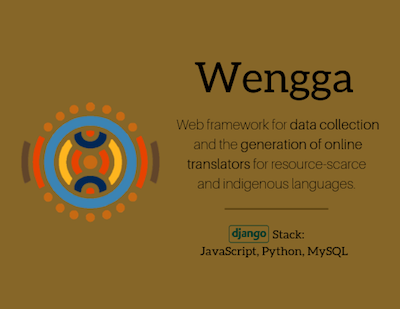 Wengga
Web framework for data collection
and the generation of online
translators for resource-scarce
and indigenous languages.
django Stack:
JavaScript, Python, MySQL